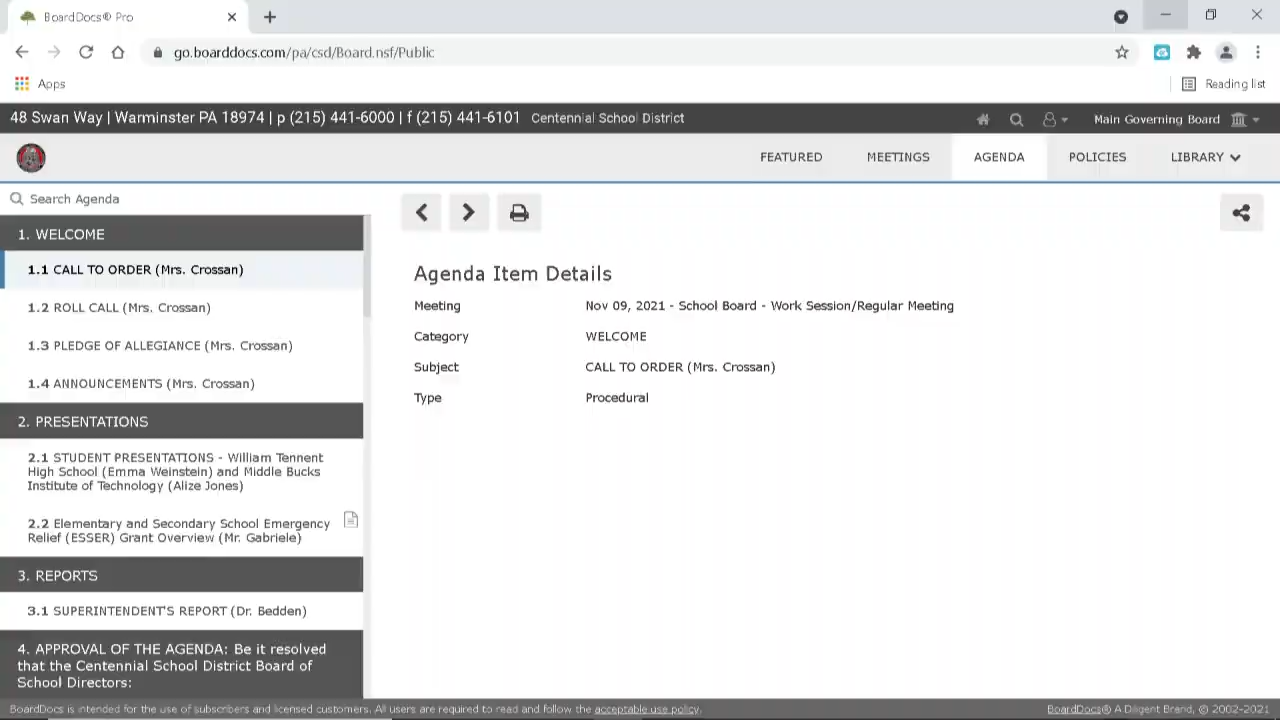 BoardDocs® Pro
go.boarddocs.com/pa/csd/Board.nsf/Public
Apps
Reading list
48 Swan Way | Warminster PA 18974 | p (215) 441-6000 | f (215) 441-6101 Centennial School District
Main Governing Board
FEATURED MEETINGS AGENDA POLICIES LIBRARY
Search Agenda
1. WELCOME
1.1 CALL TO ORDER (Mrs. Crossan)
1.2 ROLL CALL (Mrs. Crossan)
1.3 PLEDGE OF ALLEGIANCE (Mrs. Crossan)
1.4 ANNOUNCEMENTS (Mrs. Crossan)
2. PRESENTATIONS
2.1 STUDENT PRESENTATIONS - William Tennent
High School (Emma Weinstein) and Middle Bucks
Institute of Technology (Alize Jones)
2.2 Elementary and Secondary School Emergency
Relief (ESSER) Grant Overview (Mr. Gabriele)
3. REPORTS
3.1 SUPERINTENDENT'S REPORT (Dr. Bedden)
4. APPROVAL OF THE AGENDA: Be it resolved
that the Centennial School District Board of
School Directors:
Agenda Item Details
Meeting Nov 09, 2021 - School Board - Work Session/Regular Meeting
Category WELCOME
Subject CALL TO ORDER (Mrs. Crossan)
Type Procedural
BoardDocs is intended for the use of subscribers and licensed customers. All users are required to read and follow the acceptable use policy.
BoardDocs® A Diligent Brand, © 2002-2021